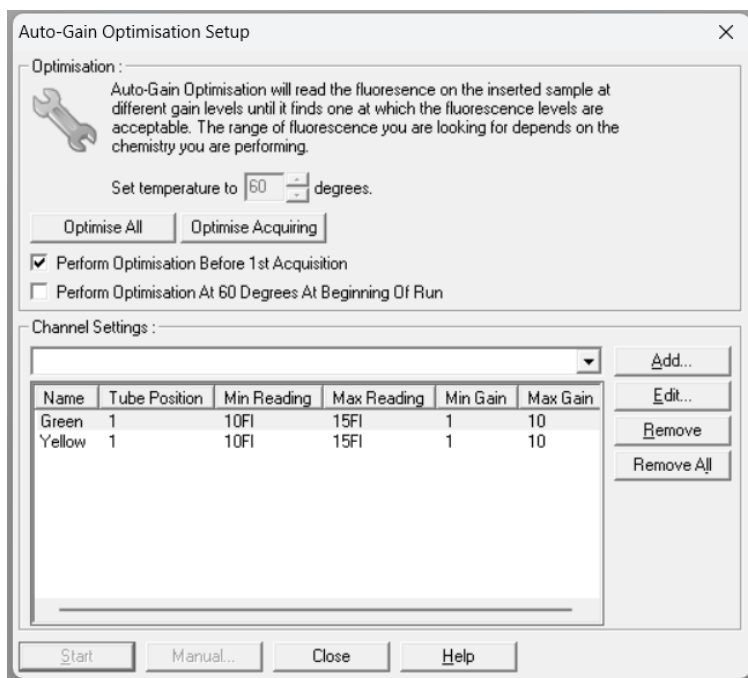 Auto-Gain Optimisation Setup
Optimisation :
Auto-Gain Optimisation will read the fluoresence on the inserted sample at
different gain levels until it finds one at which the fluorescence levels are
acceptable. The range of fluorescence you are looking for depends on the
chemistry you are performing.
Set temperature to 60 degrees.
Optimise All Optimise Acquiring
Perform Optimisation Before 1st Acquisition
Perform Optimisation At 60 Degrees At Beginning Of Run
Channel Settings :
Add...
Name Tube Position Min Reading Max Reading Min Gain Max Gain Edit...
Green 1 10Fl 15Fl 1 10
Remove
Yellow 1 10Fl 15Fl 1 10
Remove All
Start Manual... Close Help